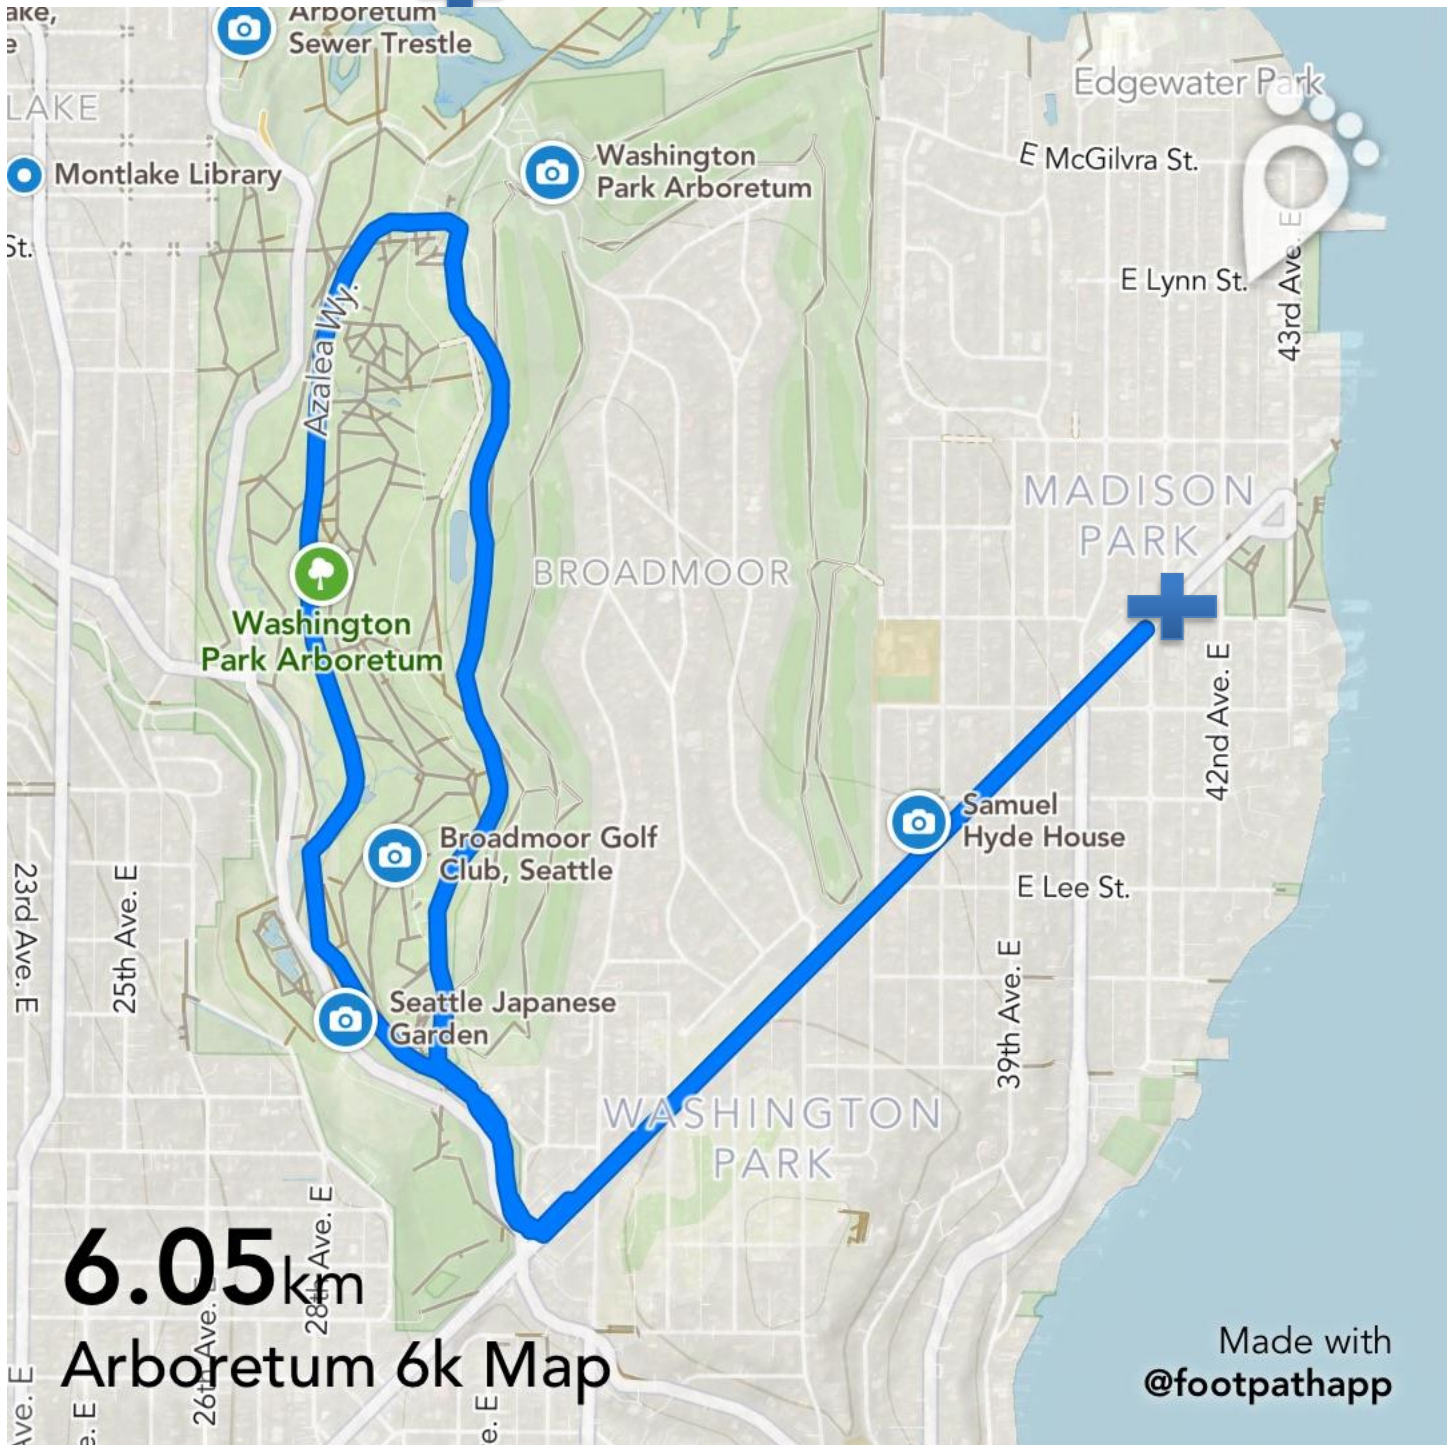 Arboretum
Sewer Trestle
LAKE
Edgewater Park
Washington
Park Arboretum
E McGilvra St.
Montlake Library
St.
E Lynn St.
43rd Ave. E
Azalea Wy.
MADISON
PARK
BROADMOOR
Washington
Park Arboretum
42nd Ave. E
Samuel
Hyde House
Broadmoor Golf
Club, Seattle
E Lee St.
23rd Ave. E
25th Ave. E
39th Ave. E
Seattle Japanese
Garden
WASHINGTON
PARK
28th Ave. E
26th Ave. E
6.05km
Arboretum 6k Map
Made with
@footpathapp